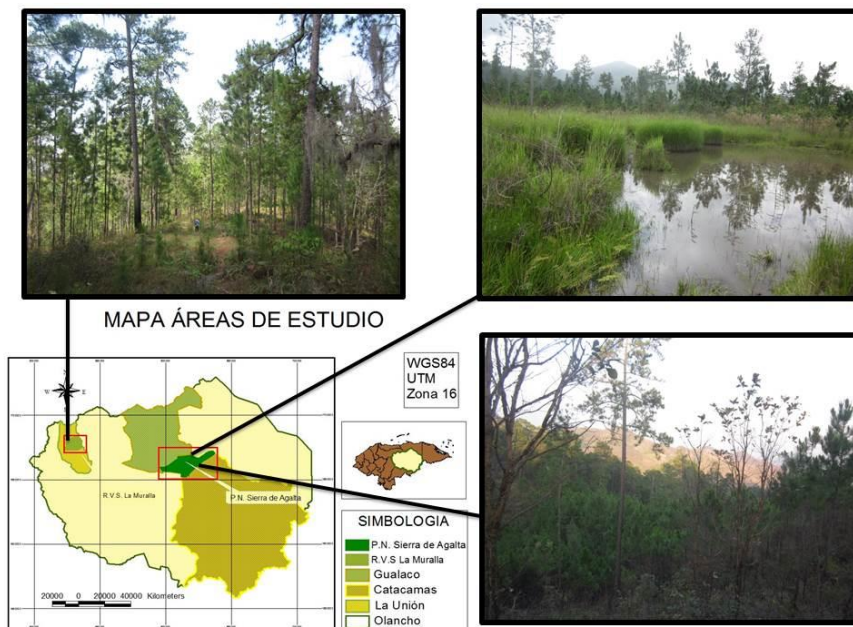 MAPA ÁREAS DE ESTUDIO
WGS84
UTM
Zona 16
N
W
E
R.V.S. La Muralla
P.N. Sierra de Agalta
20000 0 20000 40000 Kilometers
SIMBOLOGIA
P.N. Sierra de Agalta
R.V.S La Muralla
Gualaco
Catacamas
La Unión
Olancho